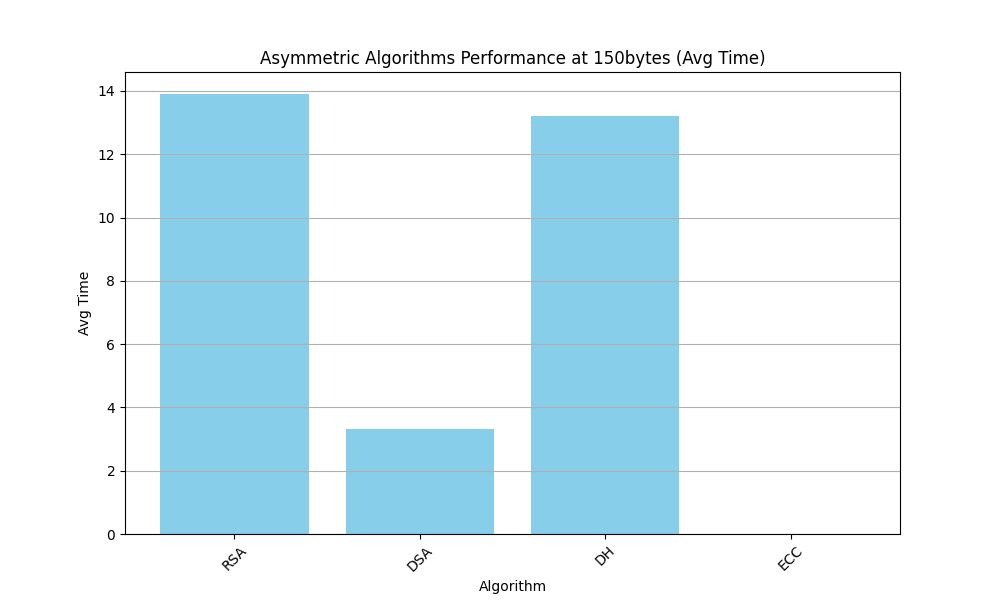 Asymmetric Algorithms Performance at 150bytes (Avg Time)
14
12
10
8
6
4
2
0
Avg Time
RSA
DSA
DH
ECC
Algorithm